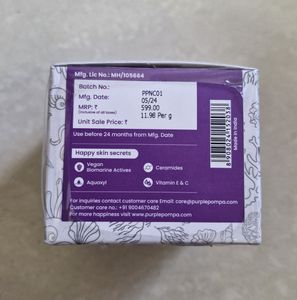 Mfg. Lic No.: MH/105664
Batch No.: PPNC01
Mfg. Date: 05/24
MRP: ₹ 599.00
(Inclusive of all taxes)
Unit Sale Price: ₹ 11.98 Per g
Use before 24 months from Mfg. Date
Happy skin secrets
Vegan Biomarine Actives
Ceramides
Aquaxyl
Vitamin E & C
For inquiries contact customer care Email: care@purplepompa.com
Customer care no.: +91 9004670482
For more happiness visit www.purplepompa.com
Made in India